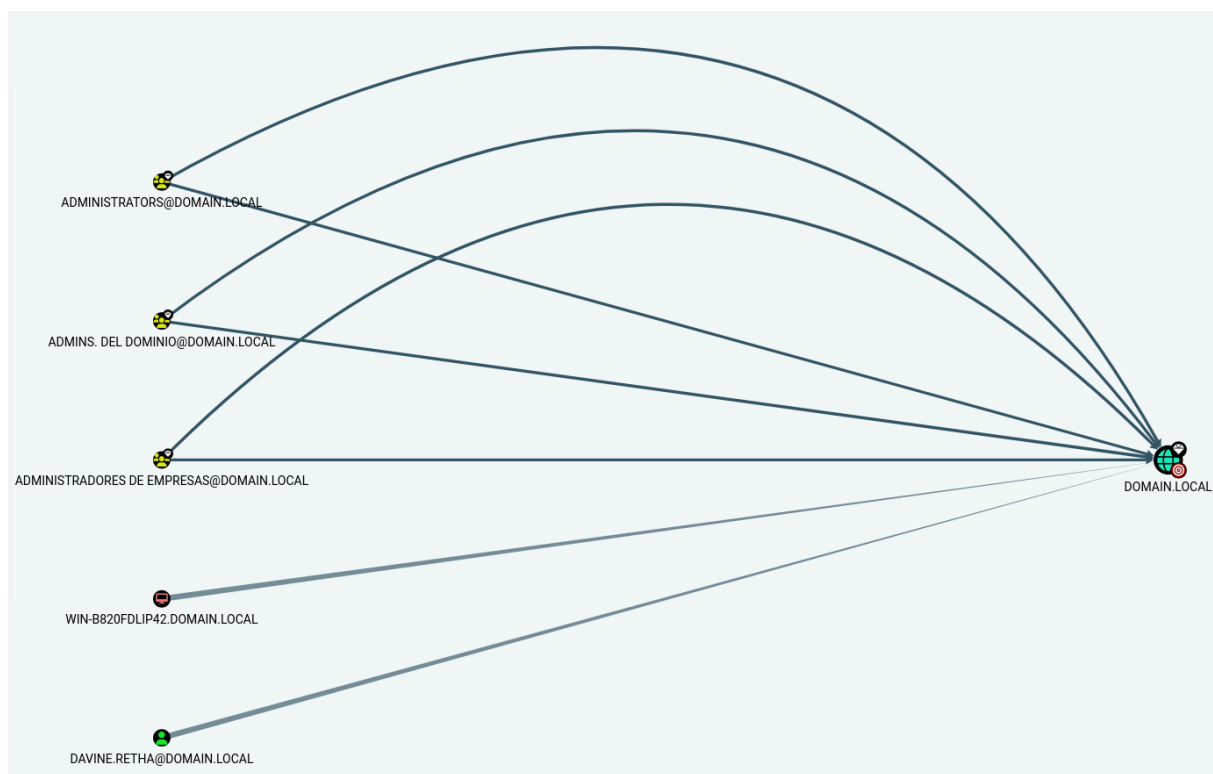 ADMINISTRATORS@DOMAIN.LOCAL
ADMINS. DEL DOMINIO@DOMAIN.LOCAL
ADMINISTRADORES DE EMPRESAS@DOMAIN.LOCAL
DOMAIN.LOCAL
WIN-B820FDLIP42.DOMAIN.LOCAL
DAVINE.RETHA@DOMAIN.LOCAL